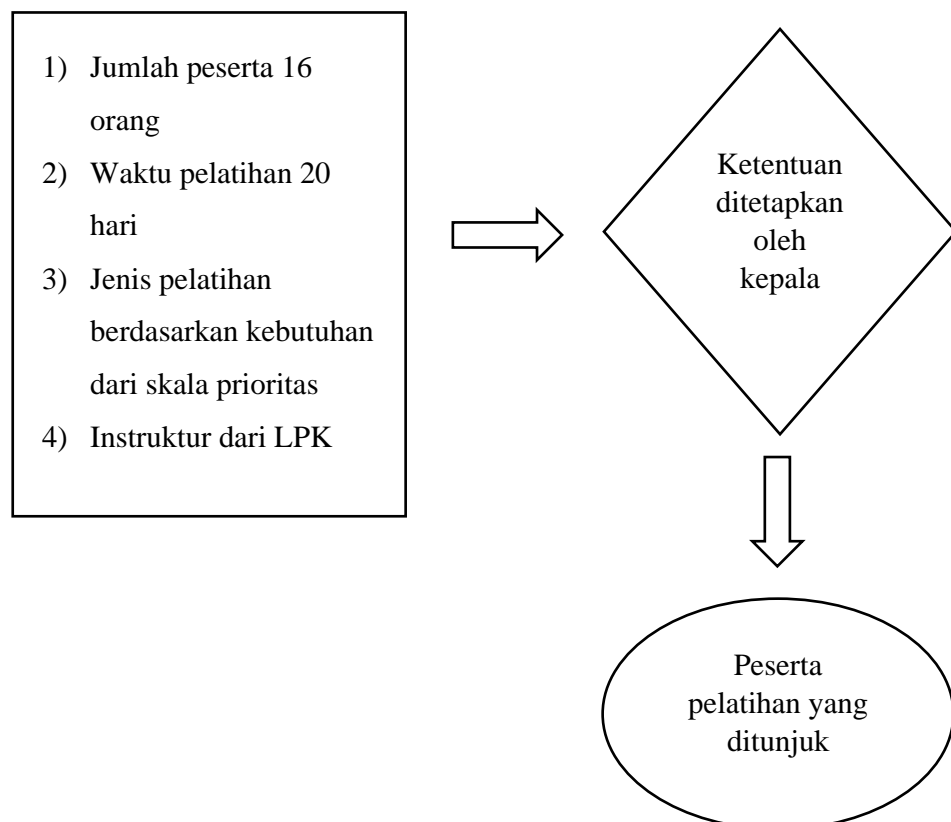 1) Jumlah peserta 16
orang
2) Waktu pelatihan 20
hari
3) Jenis pelatihan
berdasarkan kebutuhan
dari skala prioritas
4) Instruktur dari LPK
Ketentuan
ditetapkan
oleh
kepala
Peserta
pelatihan yang
ditunjuk